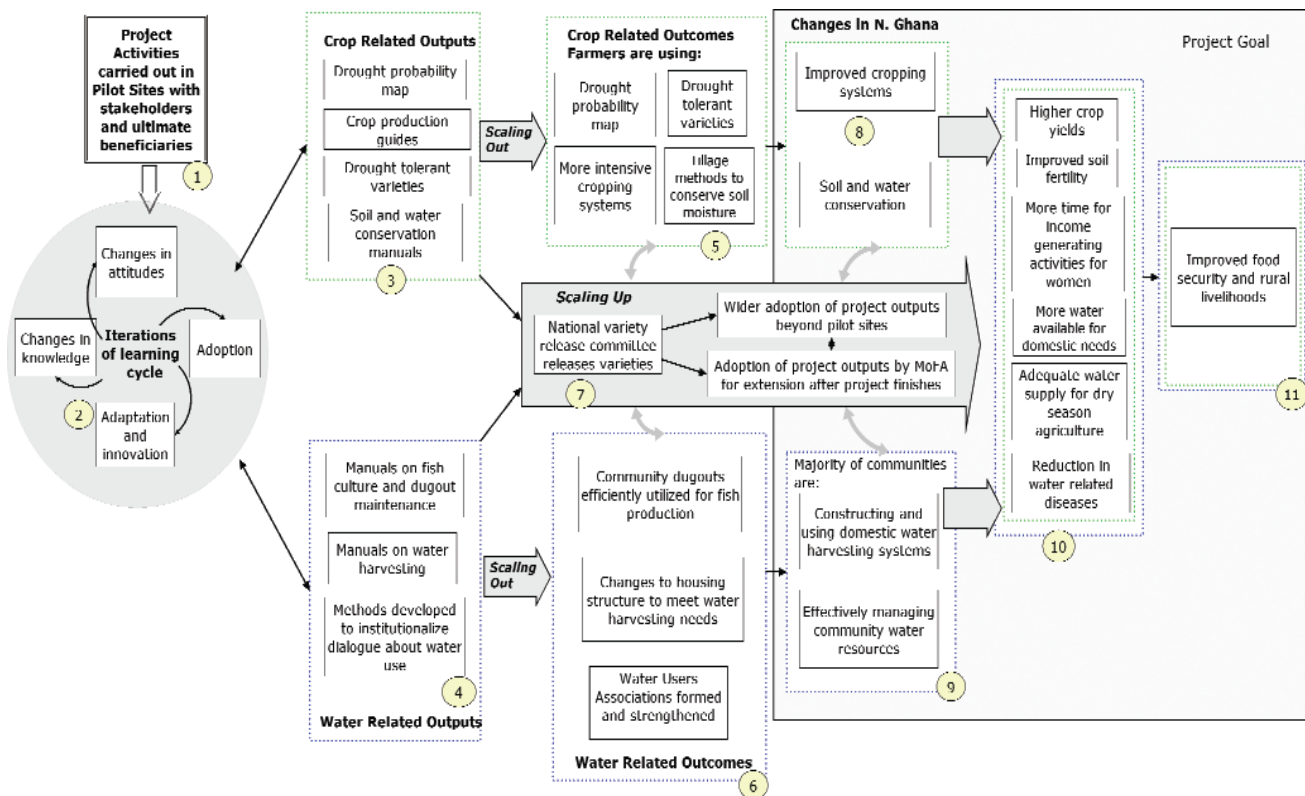 Project
Activities
carried out in
Pilot Sites with
stakeholders
and ultimate
beneficiaries
1
Changes in
attitudes
Changes in
knowledge
Iterations
of learning
cycle
Adoption
2
Adaptation
and
innovation
Crop Related Outputs
Drought probability
map
Crop production
guides
Drought tolerant
varieties
Soil and water
conservation
manuals
3
Scaling
Out
Crop Related Outcomes
Farmers are using:
Drought
probability
map
Drought
tolerant
varieties
More intensive
cropping
systems
Tillage
methods to
conserve soil
moisture
5
Changes in N. Ghana
Project Goal
Improved cropping
systems
8
Soil and water
conservation
Scaling Up
National variety
release committee
releases varieties
7
Wider adoption of project outputs
beyond pilot sites
Adoption of project outputs by MoFA
for extension after project finishes
Manuals on fish
culture and dugout
maintenance
Manuals on water
harvesting
Methods developed
to institutionalize
dialogue about water
use
4
Water Related Outputs
Scaling
Out
Community dugouts
efficiently utilized for fish
production
Changes to housing
structure to meet water
harvesting needs
Water Users
Associations formed
and strengthened
Water Related Outcomes
6
Majority of communities
are:
Constructing and
using domestic water
harvesting systems
Effectively managing
community water
resources
9
Higher crop
yields
Improved soil
fertility
More time for
income
generating
activities for
women
More water
available for
domestic needs
Adequate water
supply for dry
season
agriculture
Reduction in
water related
diseases
10
Improved food
security and rural
livelihoods
11